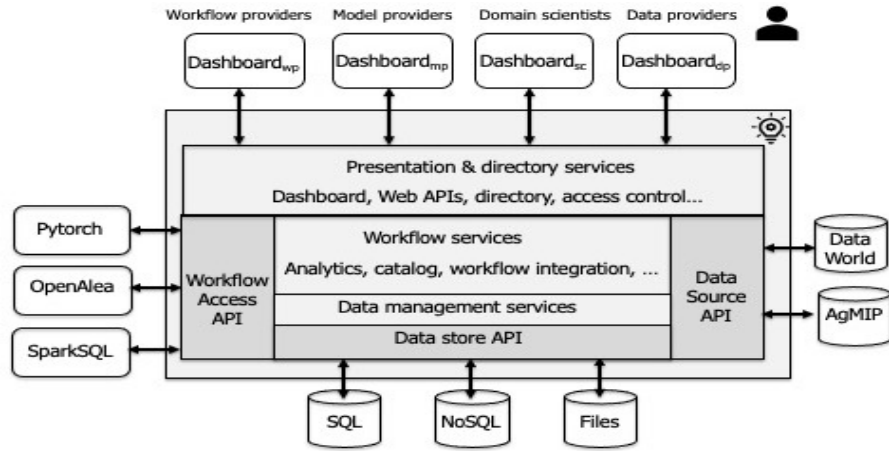 Workflow providers Model providers Domain scientists Data providers
Dashboardwp Dashboardmp Dashboardsc Dashboarddp
Presentation & directory services
Dashboard, Web APIs, directory, access control...
Pytorch
OpenAlea
SparkSQL
Workflow
Access
API
Workflow services
Analytics, catalog, workflow integration, ...
Data management services
Data store API
Data
Source
API
Data
World
AgMIP
SQL NoSQL Files